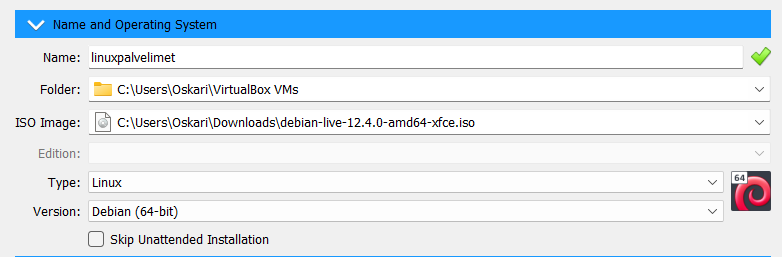 Name and Operating System
Name: linuxpalvelimet
Folder: C:\Users\Oskari\VirtualBox VMs
ISO Image: C:\Users\Oskari\Downloads\debian-live-12.4.0-amd64-xfce.iso
Edition:
Type: Linux
64
Version: Debian (64-bit)
Skip Unattended Installation